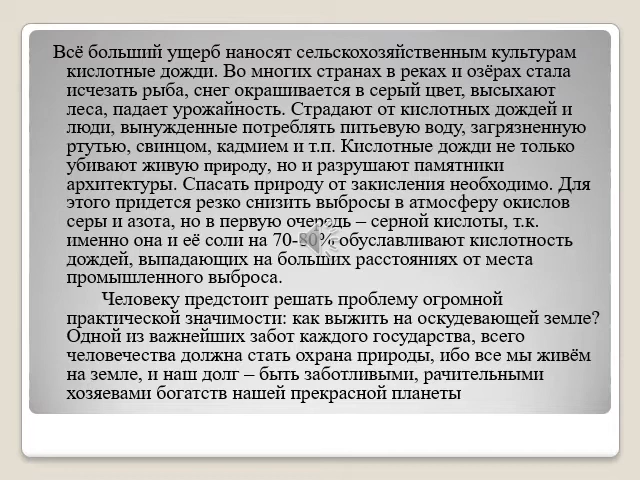 Всё больший ущерб наносят сельскохозяйственным культурам
кислотные дожди. Во многих странах в реках и озёрах стала
исчезать рыба, снег окрашивается в серый цвет, высыхают
леса, падает урожайность. Страдают от кислотных дождей и
люди, вынужденные потреблять питьевую воду, загрязненную
ртутью, свинцом, кадмием и т.п. Кислотные дожди не только
убивают живую природу, но и разрушают памятники
архитектуры. Спасать природу от закисления необходимо. Для
этого придется резко снизить выбросы в атмосферу окислов
серы и азота, но в первую очередь – серной кислоты, т.к.
именно она и её соли на 70-80% обуславливают кислотность
дождей, выпадающих на больших расстояниях от места
промышленного выброса.
Человеку предстоит решать проблему огромной
практической значимости: как выжить на оскудевающей земле?
Одной из важнейших забот каждого государства, всего
человечества должна стать охрана природы, ибо все мы живём
на земле, и наш долг – быть заботливыми, рачительными
хозяевами богатств нашей прекрасной планеты